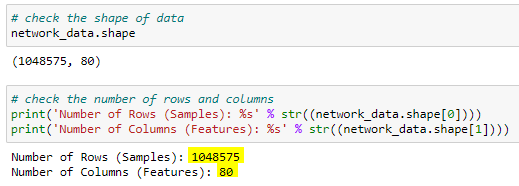 # check the shape of data
network_data.shape
(1048575, 80)
# check the number of rows and columns
print('Number of Rows (Samples): %s' % str((network_data.shape[0])))
print('Number of Columns (Features): %s' % str((network_data.shape[1])))
Number of Rows (Samples): 1048575
Number of Columns (Features): 80